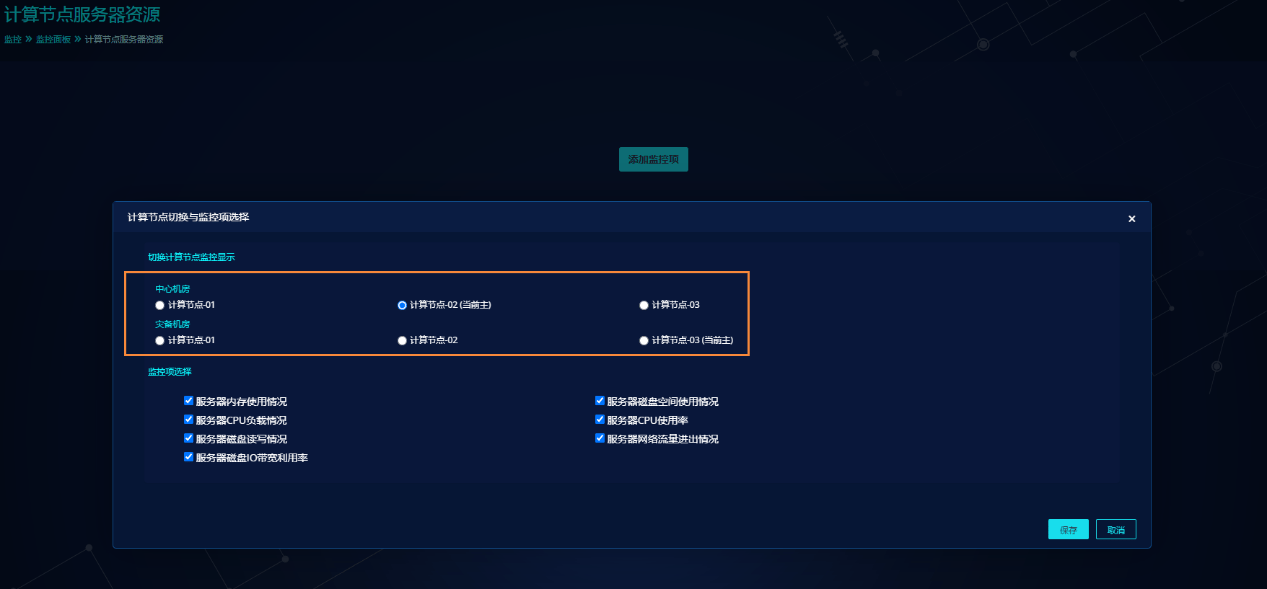 计算节点服务器资源
监控 » 监控面板 » 计算节点服务器资源
添加监控项
计算节点切换与监控项选择 ×
切换计算节点监控显示
中心机房
计算节点-01 计算节点-02 (当前主) 计算节点-03
灾备机房
计算节点-01 计算节点-02 计算节点-03 (当前主)
监控项选择
服务器内存使用情况 服务器磁盘空间使用情况
服务器CPU负载情况 服务器CPU使用率
服务器磁盘读写情况 服务器网络流量进出情况
服务器磁盘IO带宽利用率
保存 取消